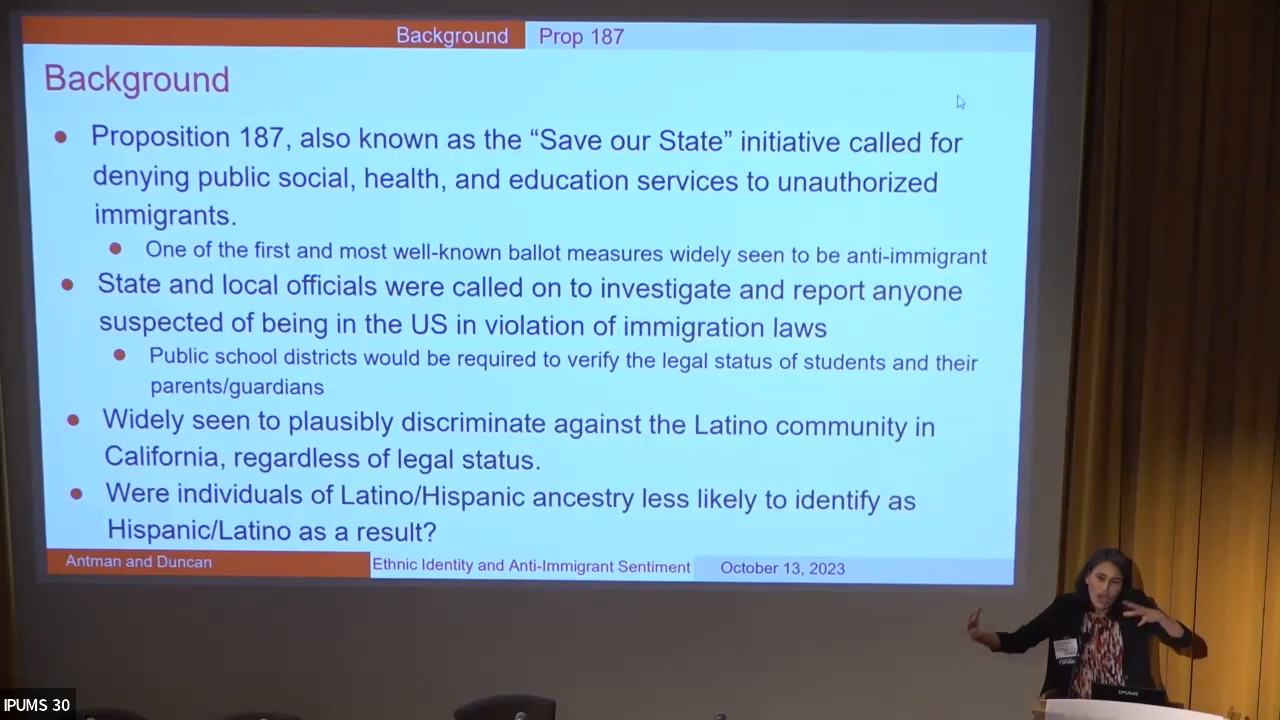 Background Prop 187
Background
Proposition 187, also known as the “Save our State” initiative called for
denying public social, health, and education services to unauthorized
immigrants.
One of the first and most well-known ballot measures widely seen to be anti-immigrant
State and local officials were called on to investigate and report anyone
suspected of being in the US in violation of immigration laws
Public school districts would be required to verify the legal status of students and their
parents/guardians
Widely seen to plausibly discriminate against the Latino community in
California, regardless of legal status.
Were individuals of Latino/Hispanic ancestry less likely to identify as
Hispanic/Latino as a result?
Antman and Duncan Ethnic Identity and Anti-Immigrant Sentiment October 13, 2023
IPUMS
IPUMS 30